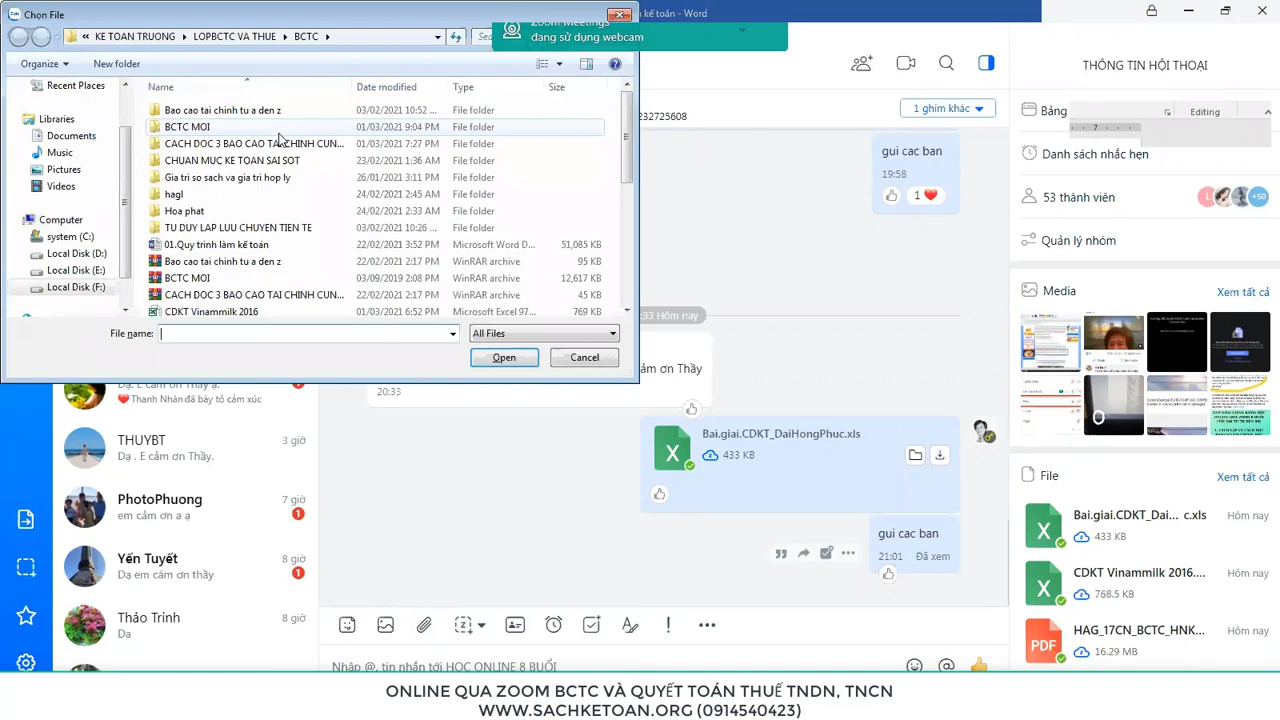 Chọn File
kế toán - Word
Zoom Meetings
đang sử dụng webcam
KE TOAN TRUONG
LOPBCTC VA THUE
BCTC
Organize
New folder
Name
Date modified
Type
Size
Recent Places
Libraries
Documents
Music
Pictures
Videos
Computer
system (C:)
Local Disk (D:)
Local Disk (E:)
Local Disk (F:)
Bao cao tai chinh tu a den z 03/02/2021 10:52 ... File folder
BCTC MOI 01/03/2021 9:04 PM File folder
CACH DOC 3 BAO CAO TAI CHINH CUN... 01/03/2021 7:27 PM File folder
CHUAN MUC KE TOAN SAI SOT 23/02/2021 1:36 AM File folder
Gia tri so sach va gia tri hop ly 26/01/2021 3:11 PM File folder
hagl 24/02/2021 2:45 AM File folder
Hoa phat 24/02/2021 2:33 AM File folder
TU DUY LAP LUU CHUYEN TIEN TE 03/02/2021 10:26 ... File folder
01.Quy trình làm kế toán 22/02/2021 3:52 PM Microsoft Word D... 51,085 KB
Bao cao tai chinh tu a den z 22/02/2021 2:17 PM WinRAR archive 95 KB
BCTC MOI 03/09/2019 2:08 PM WinRAR archive 12,617 KB
CACH DOC 3 BAO CAO TAI CHINH CUN... 22/02/2021 2:17 PM WinRAR archive 45 KB
CDKT Vinammilk 2016 01/03/2021 6:52 PM Microsoft Excel 97... 769 KB
File name:
All Files
Open
Cancel
Dạ. E cảm ơn Thầy ạ.
Thanh Nhàn đã bày tỏ cảm xúc
THUYBT 3 giờ
Dạ . E cảm ơn Thầy.
PhotoPhuong 7 giờ
em cảm ơn a ạ 1
Yến Tuyết 8 giờ
Dạ em cám ơn thầy 1
Thảo Trinh 8 giờ
Da
232725608
1 ghim khác
gui cac ban
19:58
1
33 Hôm nay
ảm ơn Thầy
20:33
Bai.giai.CDKT_DaiHongPhuc.xls
433 KB
gui cac ban
21:01 Đã xem
Nhập @, tin nhắn tới HỌC ONLINE 8 BUỔI
THÔNG TIN HỘI THOẠI
Bảng
Editing
7
Danh sách nhắc hẹn
53 thành viên
L
+50
Quản lý nhóm
Media
Xem tất cả
File
Xem tất cả
Bai.giai.CDKT_Dai... c.xls Hôm nay
433 KB
CDKT Vinammilk 2016.... Hôm nay
768.5 KB
HAG_17CN_BCTC_HNK... Hôm nay
PDF
16.29 MB
ONLINE QUA ZOOM BCTC VÀ QUYẾT TOÁN THUẾ TNDN, TNCN
WWW.SACHKETOAN.ORG (0914540423)